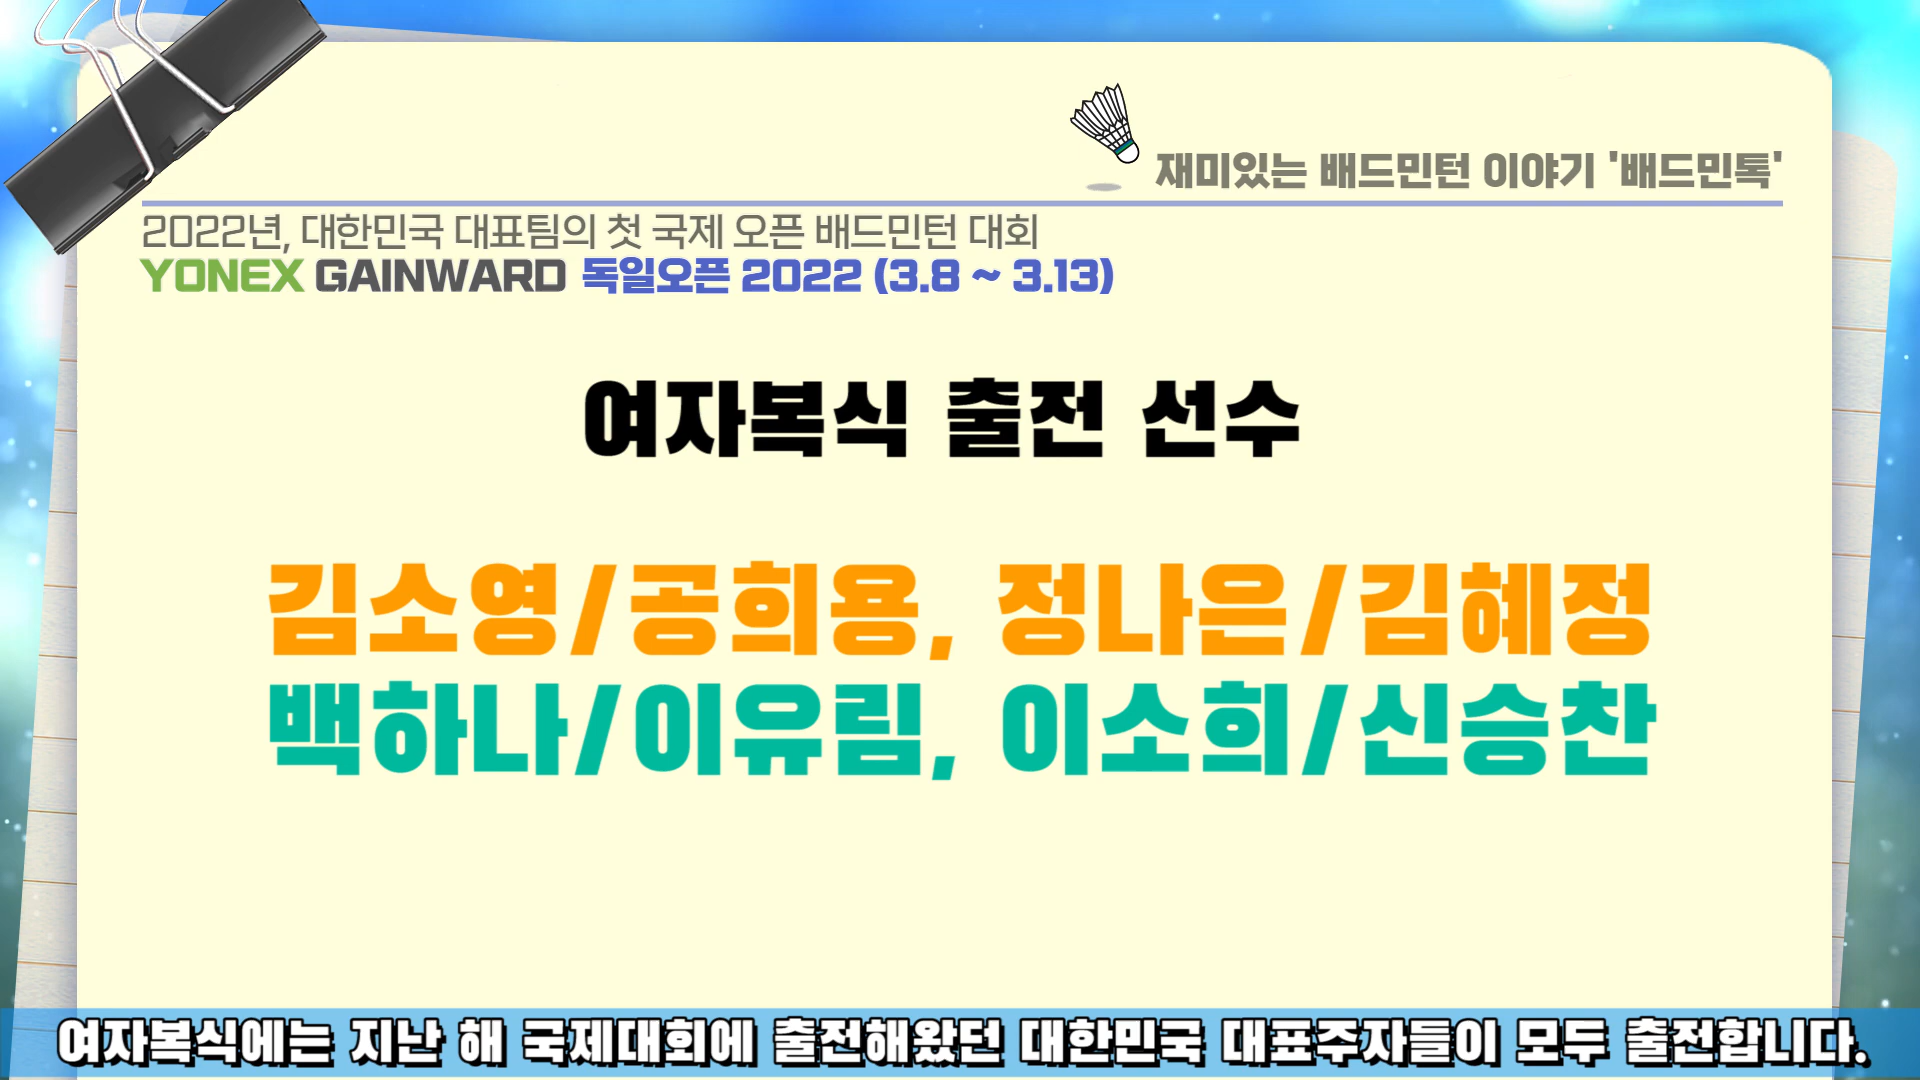 재미있는 배드민턴 이야기 '배드민톡'
2022년, 대한민국 대표팀의 첫 국제 오픈 배드민턴 대회
YONEX GAINWARD 독일오픈 2022 (3.8 ~ 3.13)
여자복식 출전 선수
김소영/공희용, 정나은/김혜정
백하나/이유림, 이소희/신승찬
여자복식에는 지난 해 국제대회에 출전해왔던 대한민국 대표주자들이 모두 출전합니다.